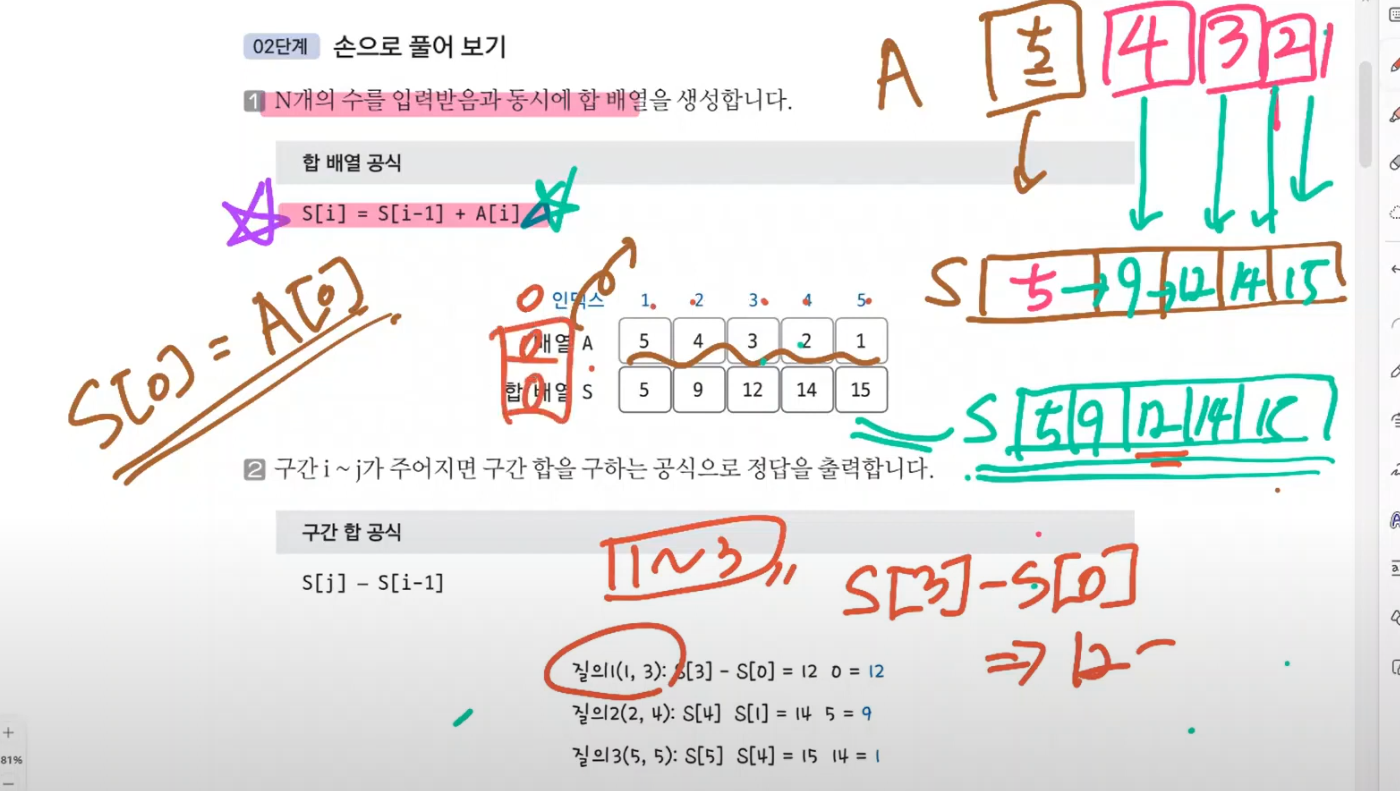 02단계 손으로 풀어 보기
A 5 4 3 2 1
1 N개의 수를 입력받음과 동시에 합 배열을 생성합니다.
합 배열 공식
S[i] = S[i-1] + A[i]
S 5 → 9 → 12 14 15
S[0] = A[0]
0 인덱스 1 2 3 4 5
0 배열 A 5 4 3 2 1
0 합 배열 S 5 9 12 14 15
S 5 9 12 14 15
2 구간 i ~ j가 주어지면 구간 합을 구하는 공식으로 정답을 출력합니다.
구간 합 공식
S[j] - S[i-1]
1~3
S[3] - S[0]
⇒ 12 -
질의1(1, 3): S[3] - S[0] = 12 0 = 12
질의2(2, 4): S[4] S[1] = 14 5 = 9
질의3(5, 5): S[5] S[4] = 15 14 = 1
81%